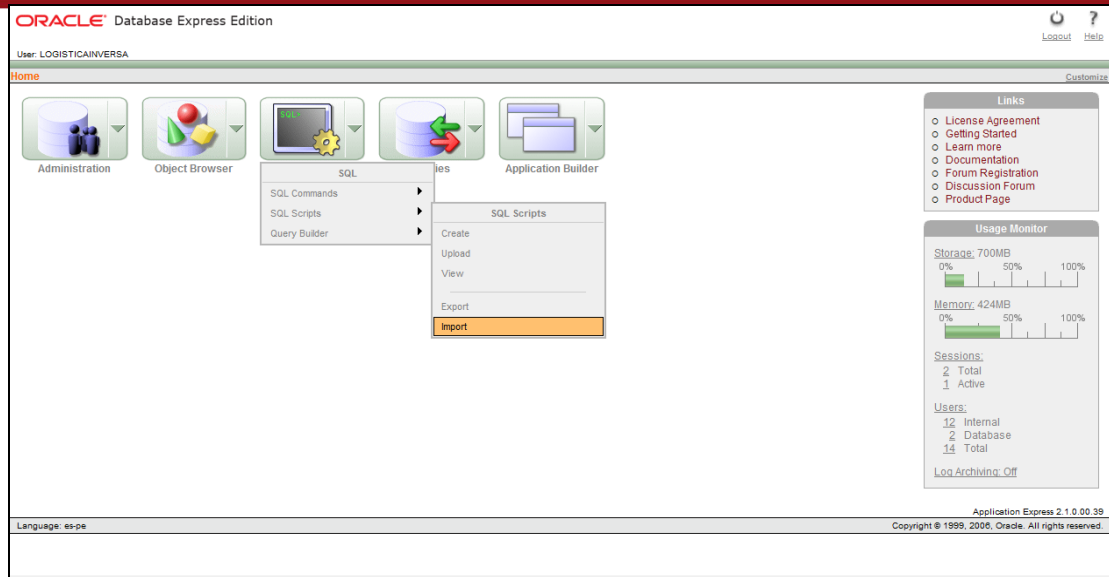 ORACLE® Database Express Edition
Logout Help
User: LOGISTICAINVERSA
Home
Customize
SQL>
Administration
Object Browser
ies
Application Builder
SQL
SQL Commands
SQL Scripts
Query Builder
SQL Scripts
Create
Upload
View
Export
Import
Links
License Agreement
Getting Started
Learn more
Documentation
Forum Registration
Discussion Forum
Product Page
Usage Monitor
Storage: 700MB
0% 50% 100%
Memory: 424MB
0% 50% 100%
Sessions:
2 Total
1 Active
Users:
12 Internal
2 Database
14 Total
Log Archiving: Off
Application Express 2.1.0.00.39
Language: es-pe
Copyright © 1999, 2006, Oracle. All rights reserved.